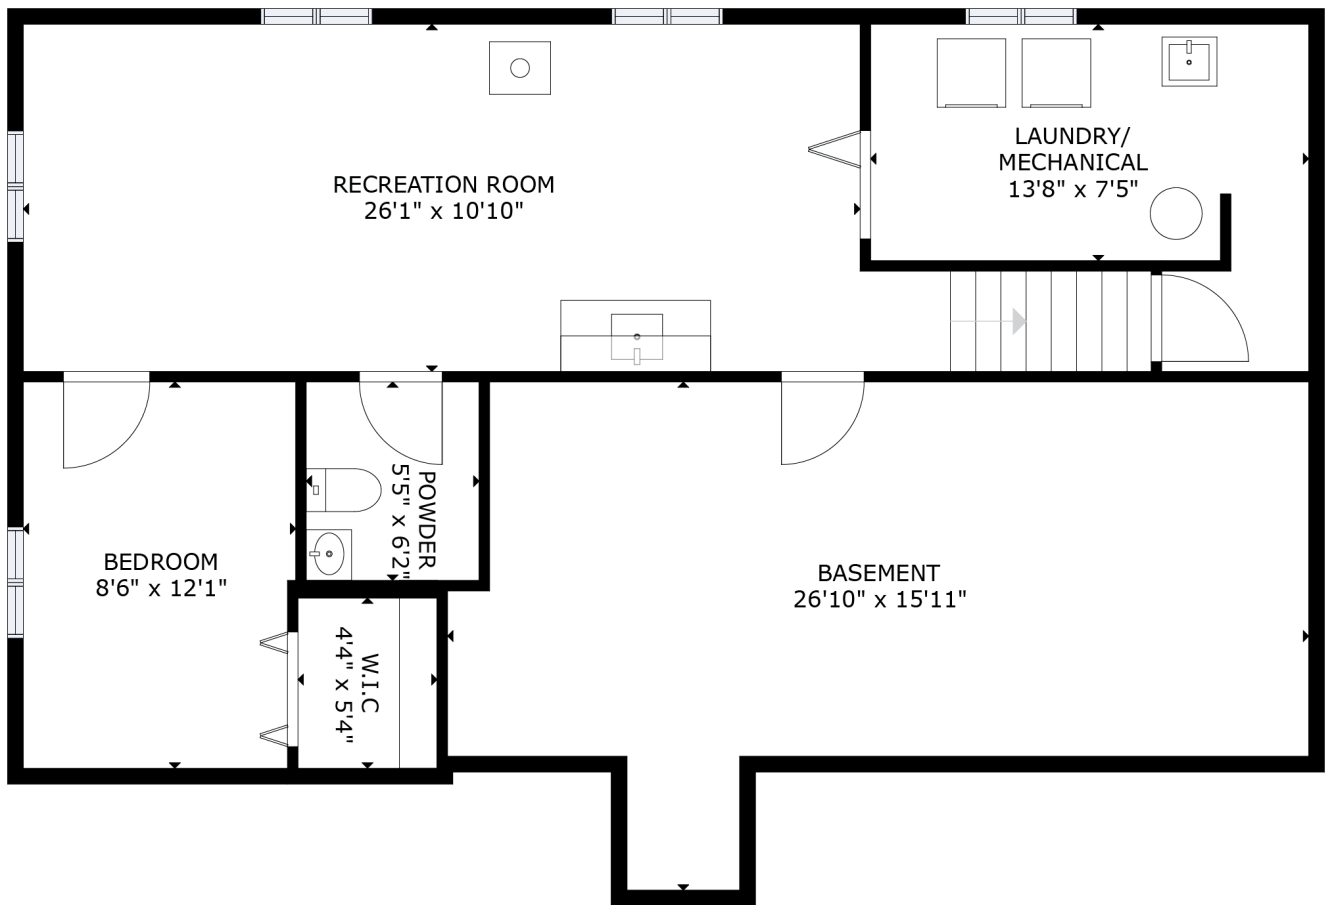 LAUNDRY/
MECHANICAL
13'8" x 7'5"
RECREATION ROOM
26'1" x 10'10"
POWDER
5'5" x 6'2"
BEDROOM
8'6" x 12'1"
BASEMENT
26'10" x 15'11"
W.I.C
4'4" x 5'4"